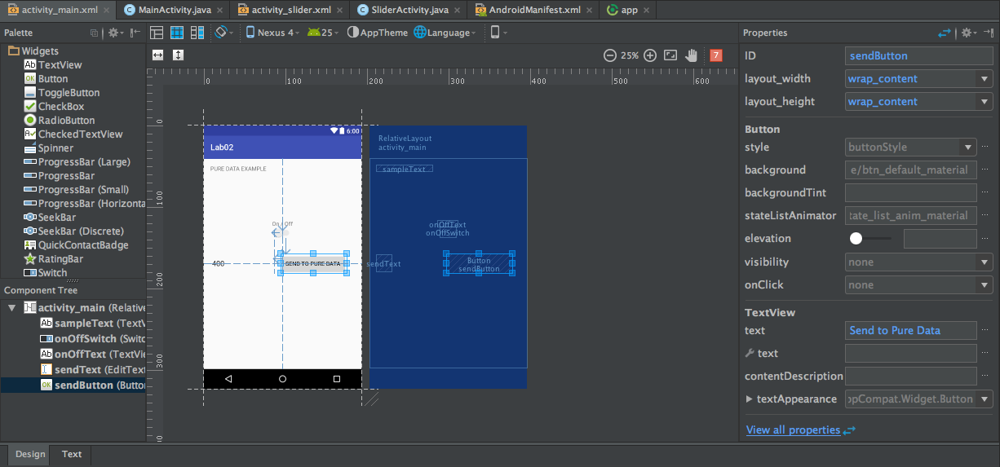 activity_main.xml × MainActivity.java × activity_slider.xml × SliderActivity.java × AndroidManifest.xml × app ×
Palette
Nexus 4 25 AppTheme Language
Properties
Widgets
TextView
Button
ToggleButton
CheckBox
RadioButton
CheckedTextView
Spinner
ProgressBar (Large)
ProgressBar
ProgressBar (Small)
ProgressBar (Horizonta
SeekBar
SeekBar (Discrete)
QuickContactBadge
RatingBar
Switch
Component Tree
activity_main (Relative
sampleText (TextV
onOffSwitch (Switc
onOffText (TextVie
sendText (EditText
sendButton (Button
Design Text
25% 7
0 100 200 300 400 500 600
0
100
200
300
40
6:00
Lab02
PURE DATA EXAMPLE
On / Off
400
SEND TO PURE DATA
RelativeLayout
activity_main
sampleText
onOffText
onOffSwitch
sendText
Button
sendButton
ID sendButton
layout_width wrap_content
layout_height wrap_content
Button
style buttonStyle
background e/btn_default_material
backgroundTint
stateListAnimator tate_list_anim_material
elevation
visibility none
onClick none
TextView
text Send to Pure Data
text
contentDescription
textAppearance ppCompat.Widget.Button
View all properties